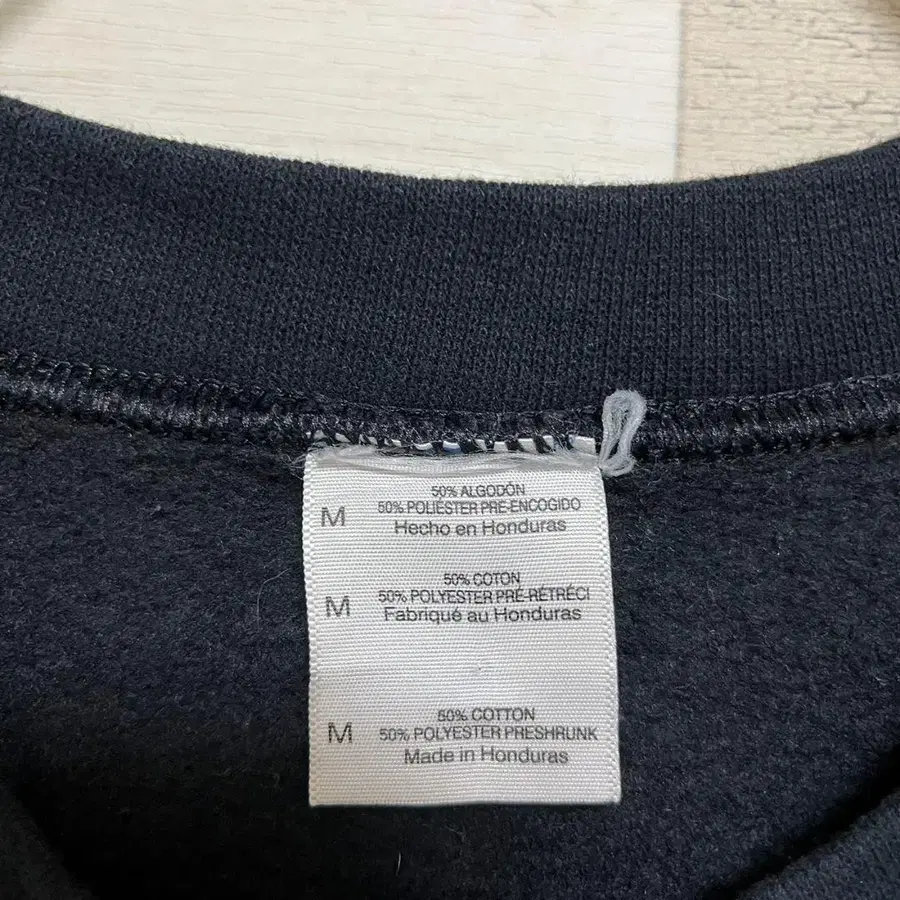 50% ALGODÓN
M 50% POLIÉSTER PRE-ENCOGIDO
Hecho en Honduras
50% COTON
M 50% POLYESTER PRÉ-RÉTRÉCI
Fabriqué au Honduras
50% COTTON
M 50% POLYESTER PRESHRUNK
Made in Honduras